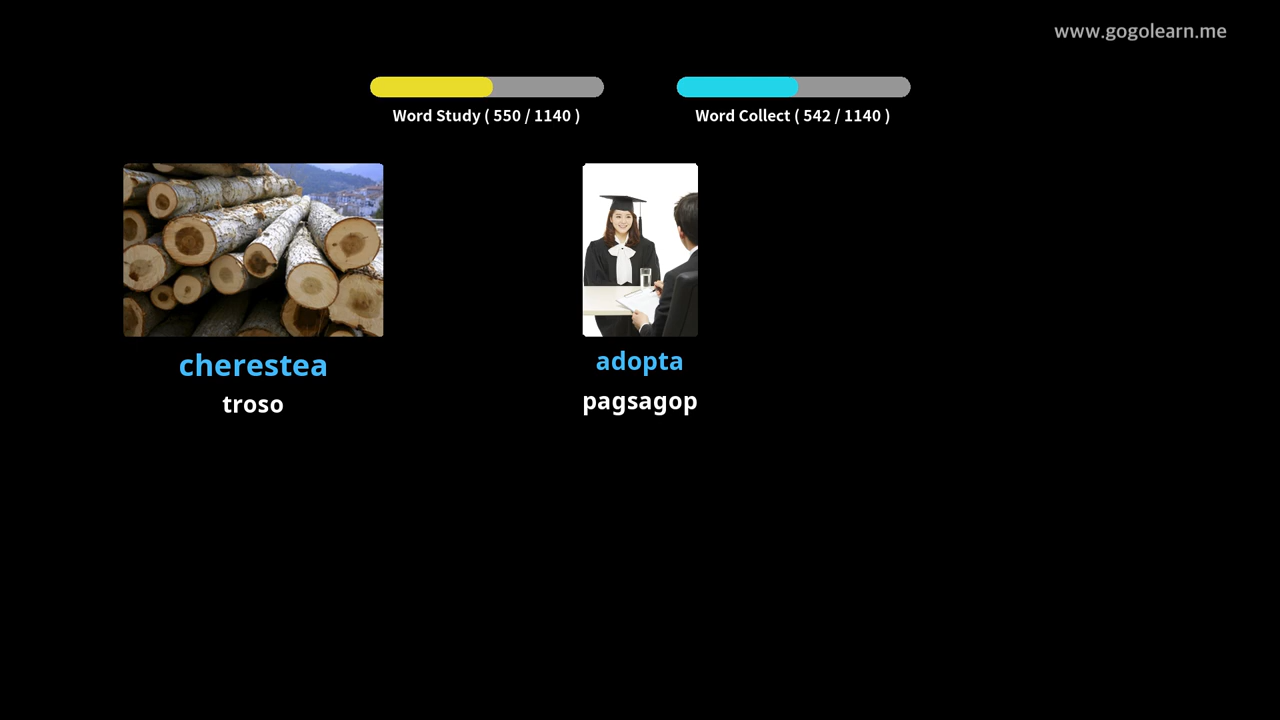 www.gogolearn.me
Word Study ( 550 / 1140 )
Word Collect ( 542 / 1140 )
cherestea
troso
adopta
pagsagop